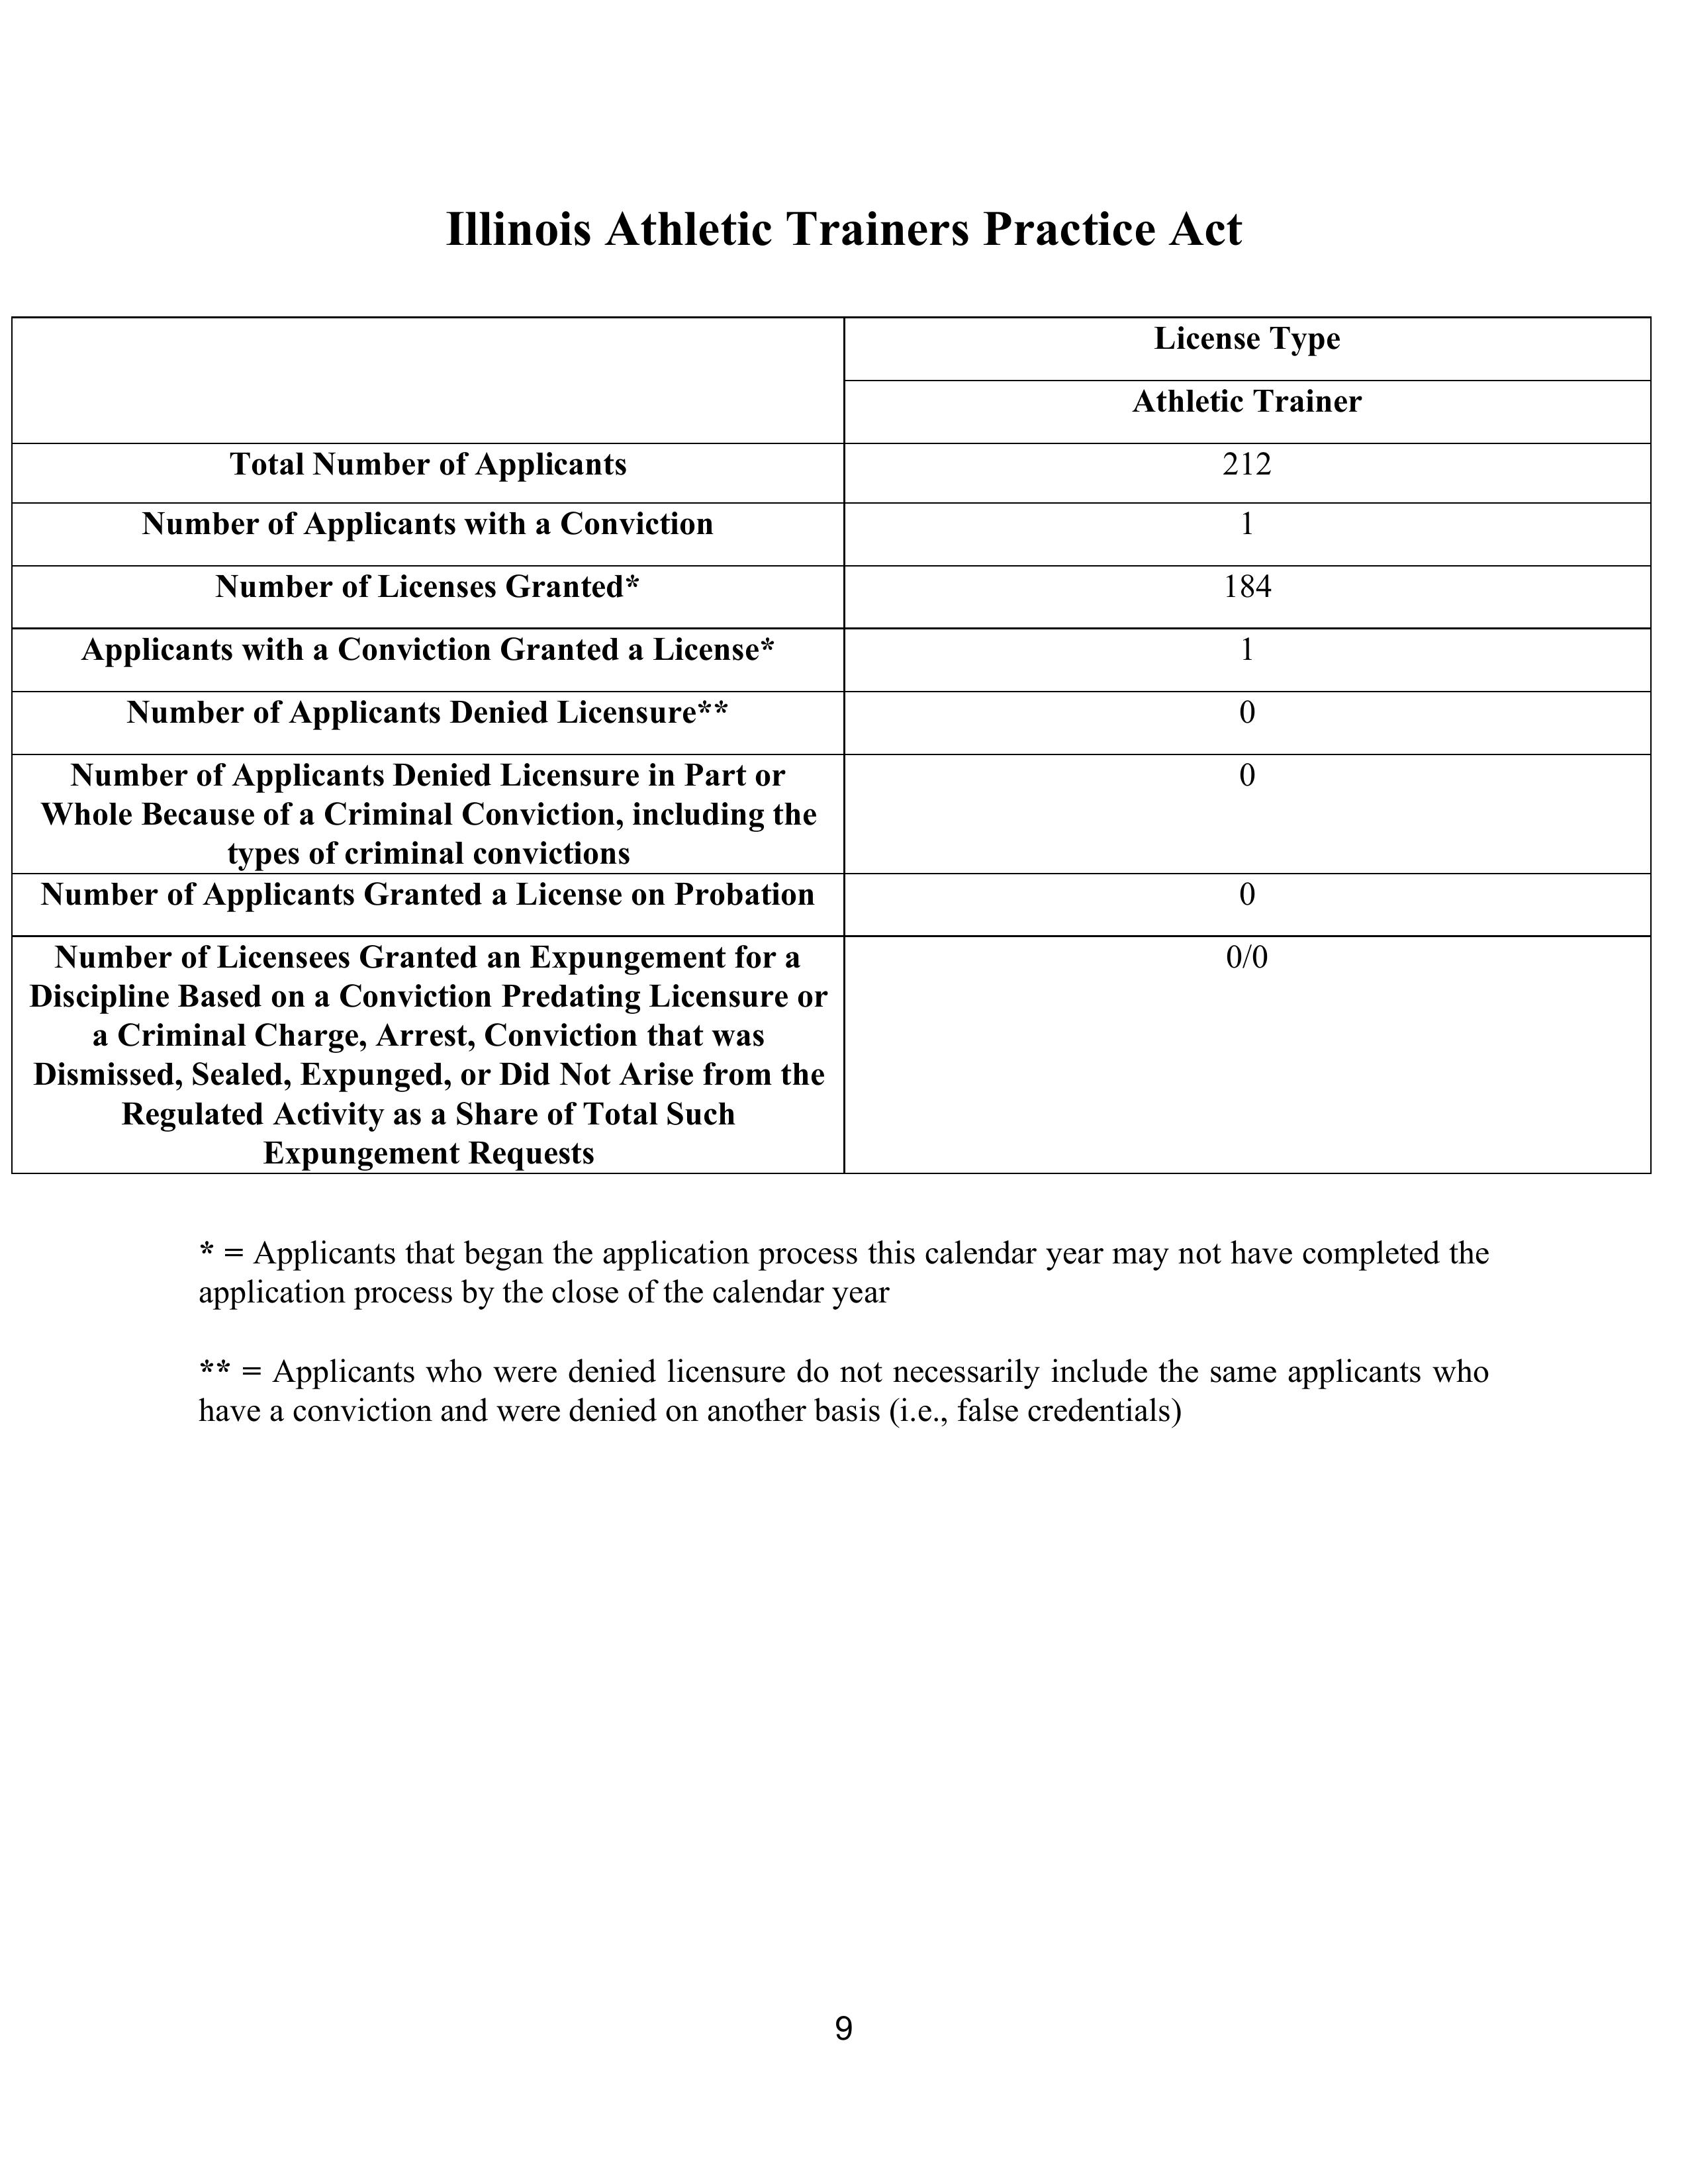 Illinois Athletic Trainers Practice Act
License Type
Athletic Trainer
Total Number of Applicants
212
Number of Applicants with a Conviction
1
Number of Licenses Granted*
184
Applicants with a Conviction Granted a License*
1
Number of Applicants Denied Licensure**
0
Number of Applicants Denied Licensure in Part or
Whole Because of a Criminal Conviction, including the
types of criminal convictions
0
Number of Applicants Granted a License on Probation
0
Number of Licensees Granted an Expungement for a
Discipline Based on a Conviction Predating Licensure or
a Criminal Charge, Arrest, Conviction that was
Dismissed, Sealed, Expunged, or Did Not Arise from the
Regulated Activity as a Share of Total Such
Expungement Requests
0/0
* = Applicants that began the application process this calendar year may not have completed the
application process by the close of the calendar year
** = Applicants who were denied licensure do not necessarily include the same applicants who
have a conviction and were denied on another basis (i.e., false credentials)
9